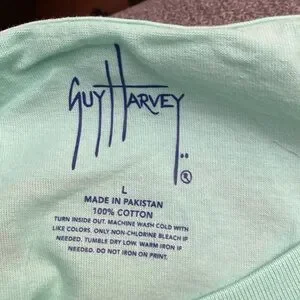 GUY HARVEY
®
L
MADE IN PAKISTAN
100% COTTON
TURN INSIDE OUT. MACHINE WASH COLD WITH
LIKE COLORS. ONLY NON-CHLORINE BLEACH IF
NEEDED. TUMBLE DRY LOW. WARM IRON IF
NEEDED. DO NOT IRON ON PRINT.